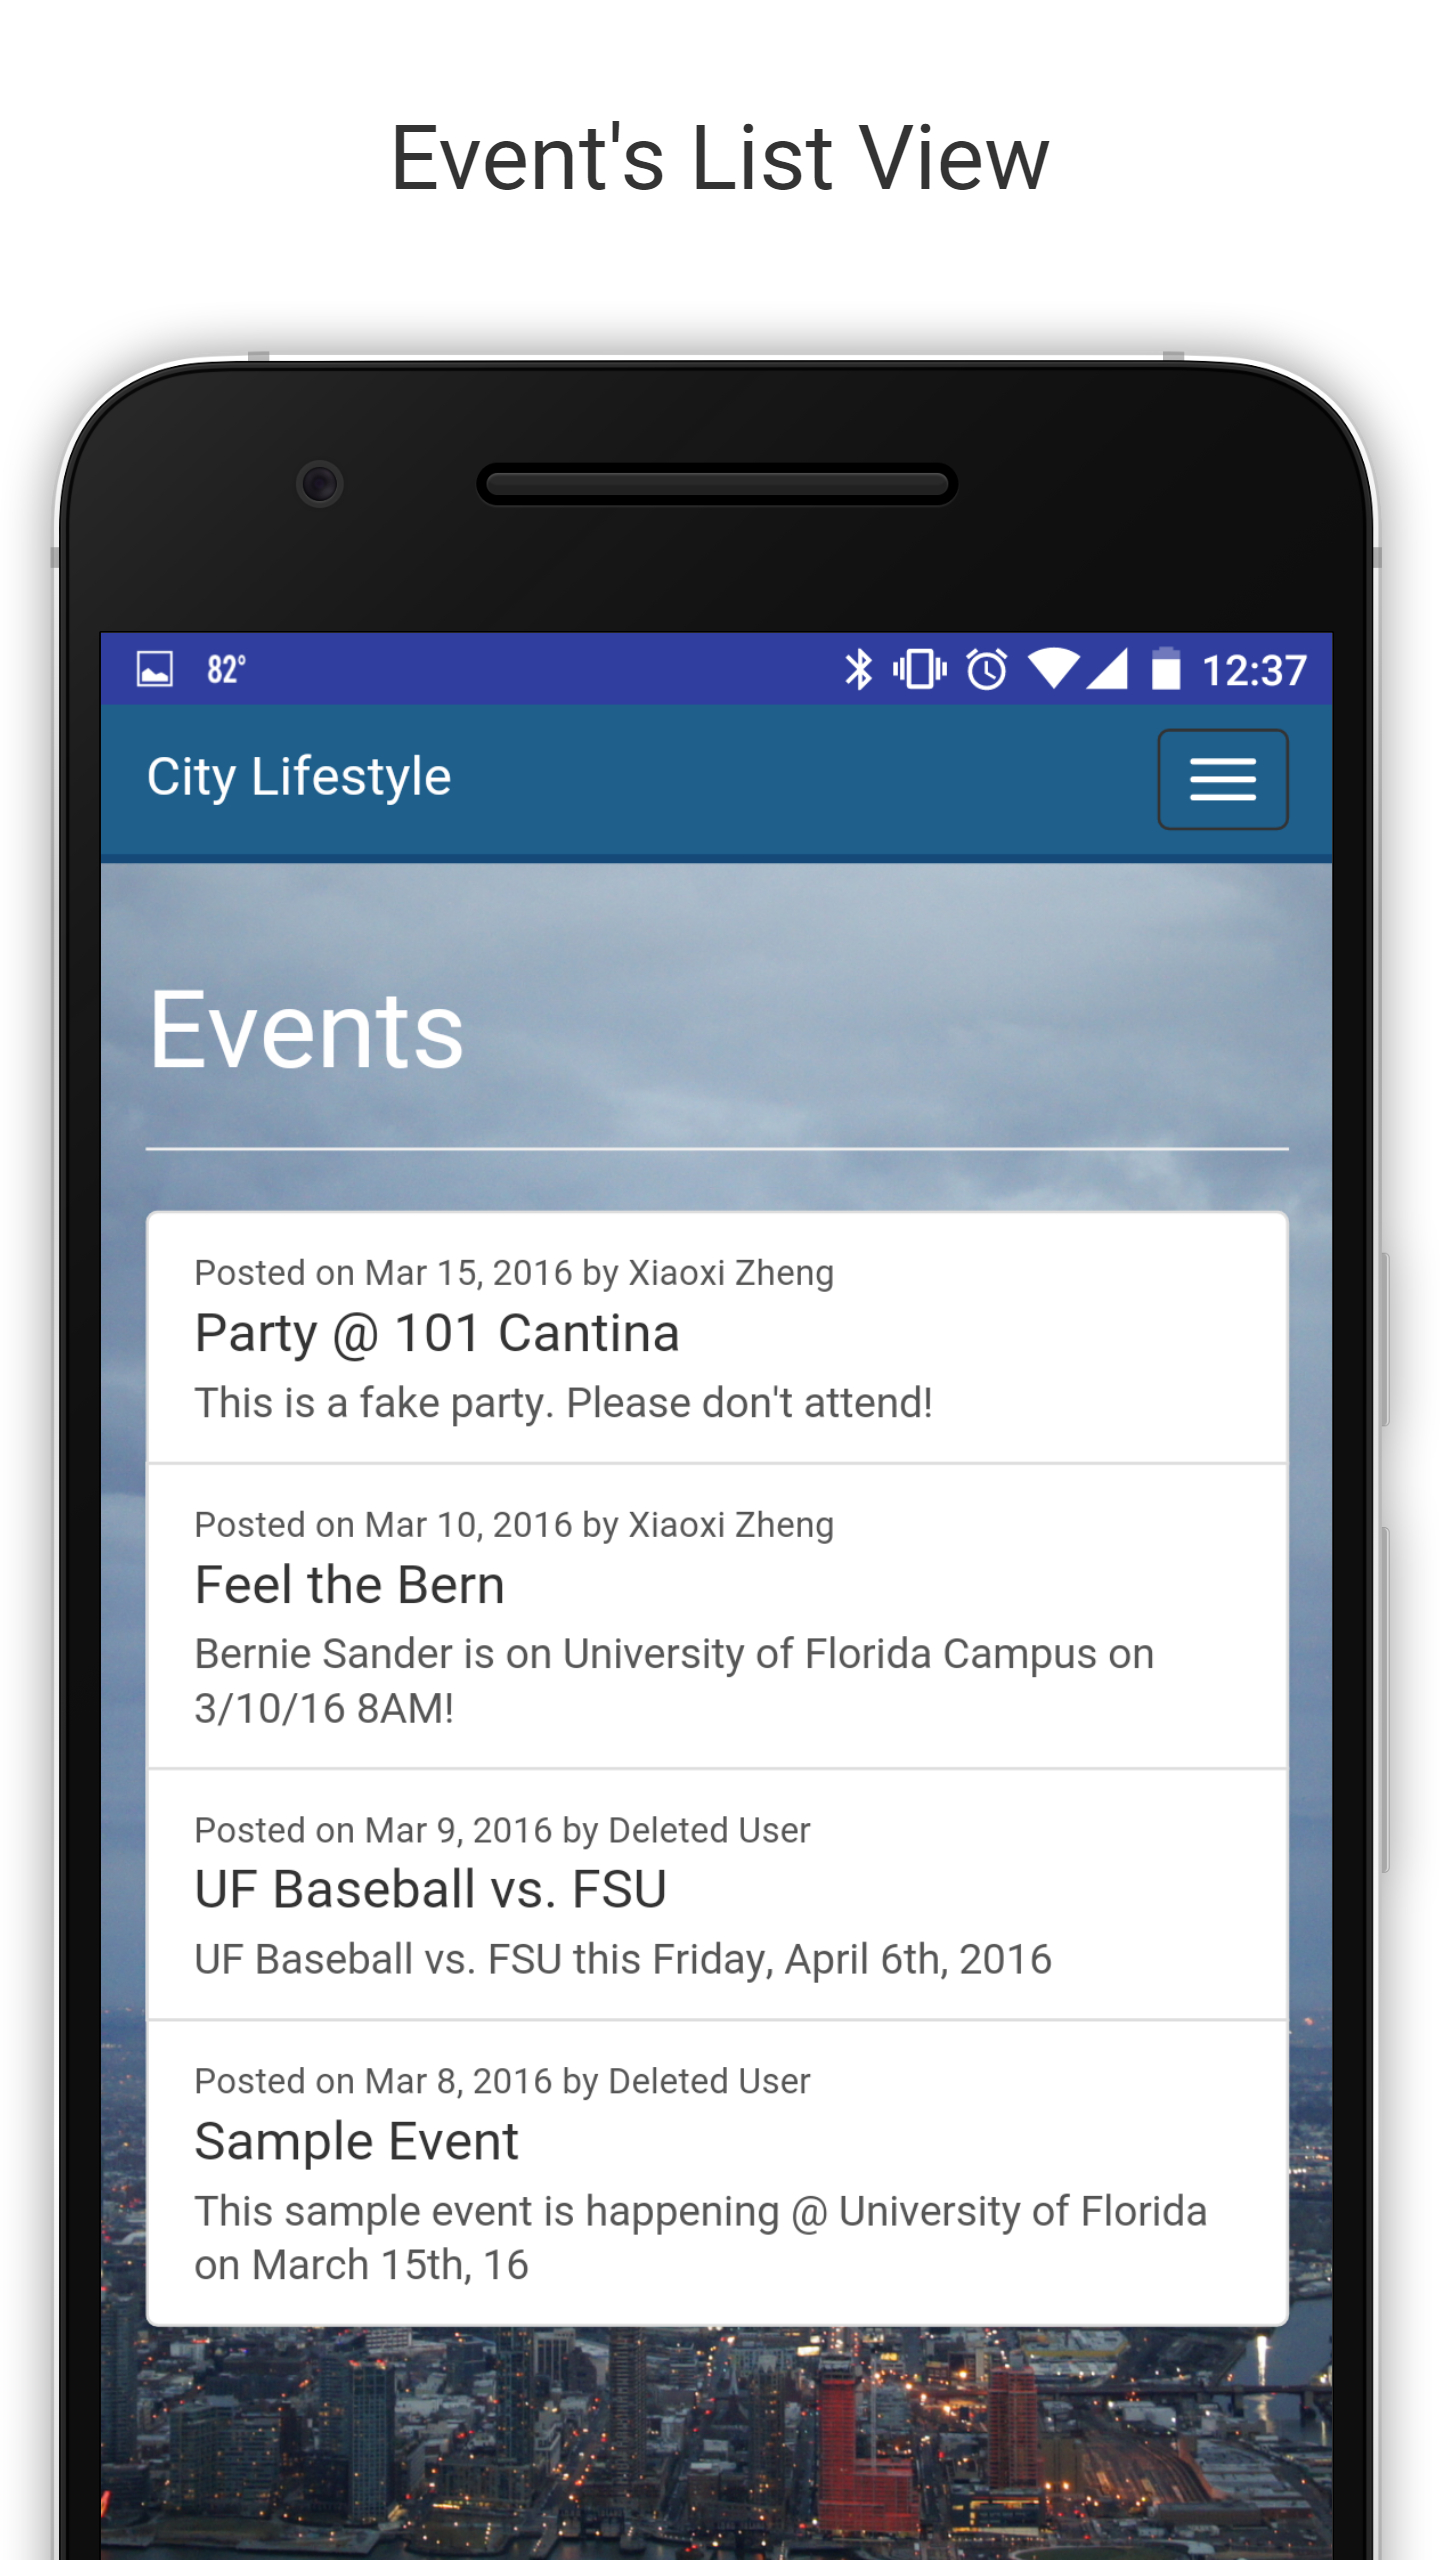 Event's List View
82°
12:37
City Lifestyle
Events
Posted on Mar 15, 2016 by Xiaoxi Zheng
Party @ 101 Cantina
This is a fake party. Please don't attend!
Posted on Mar 10, 2016 by Xiaoxi Zheng
Feel the Bern
Bernie Sander is on University of Florida Campus on
3/10/16 8AM!
Posted on Mar 9, 2016 by Deleted User
UF Baseball vs. FSU
UF Baseball vs. FSU this Friday, April 6th, 2016
Posted on Mar 8, 2016 by Deleted User
Sample Event
This sample event is happening @ University of Florida
on March 15th, 16